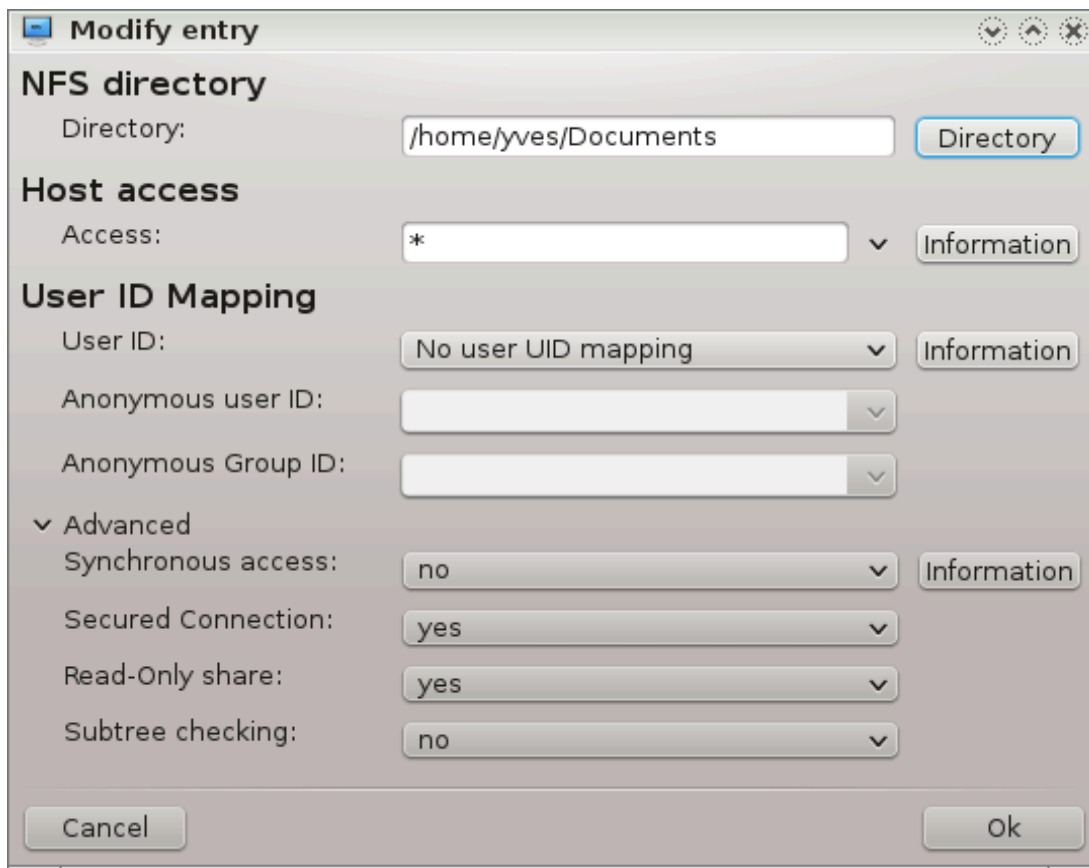 Modify entry
NFS directory
Directory: /home/yves/Documents Directory
Host access
Access: * Information
User ID Mapping
User ID: No user UID mapping Information
Anonymous user ID:
Anonymous Group ID:
Advanced
Synchronous access: no Information
Secured Connection: yes
Read-Only share: yes
Subtree checking: no
Cancel Ok